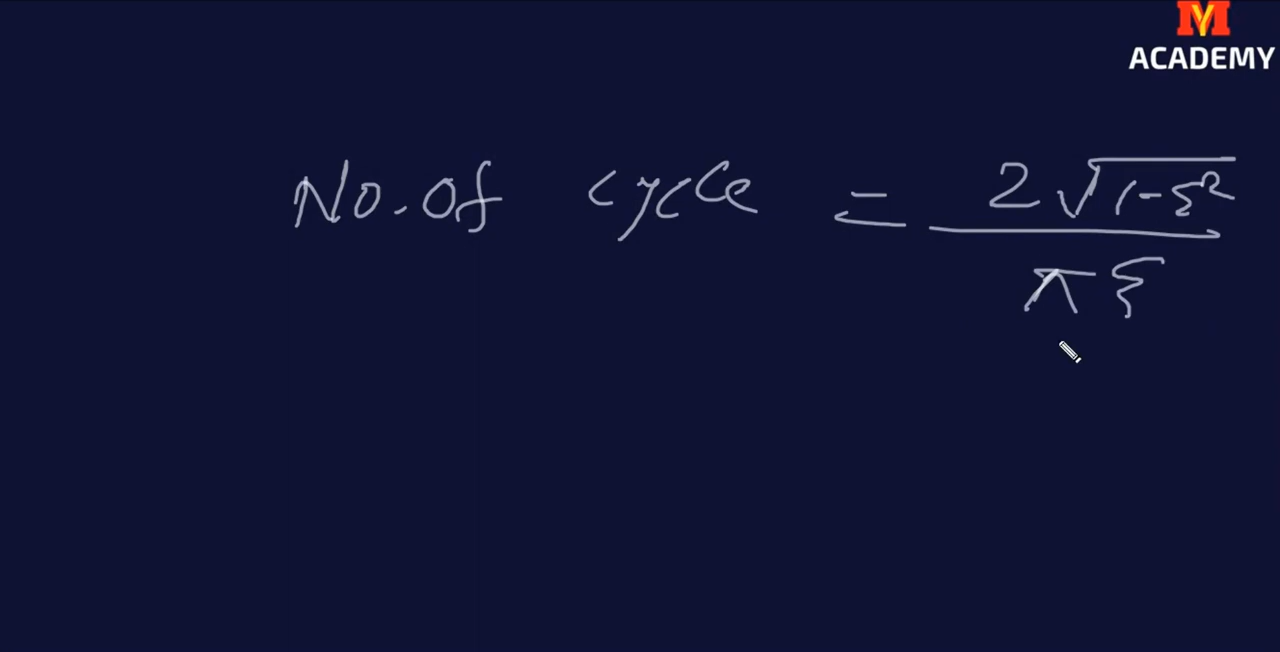 M
ACADEMY
No. Of cycle = 2√1-ξ² / πξ